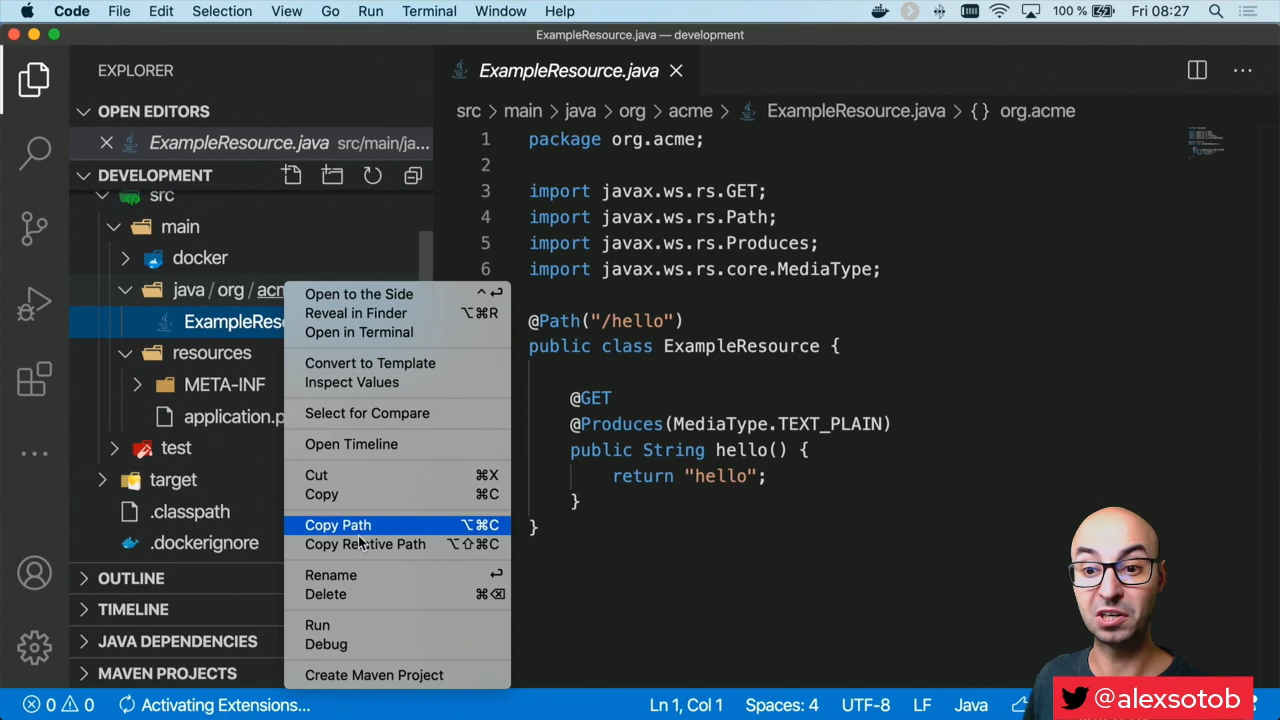 Code File Edit Selection View Go Run Terminal Window Help 100 % Fri 08:27
ExampleResource.java — development
EXPLORER
OPEN EDITORS
ExampleResource.java src/main/ja...
DEVELOPMENT
src
main
docker
java / org / acn
ExampleReso
resources
META-INF
application.p
test
target
.classpath
.dockerignore
OUTLINE
TIMELINE
JAVA DEPENDENCIES
MAVEN PROJECTS
Open to the Side ^↩
Reveal in Finder ⌥⌘R
Open in Terminal
Convert to Template
Inspect Values
Select for Compare
Open Timeline
Cut ⌘X
Copy ⌘C
Copy Path ⌥⌘C
Copy Relative Path ⌥⇧⌘C
Rename ↩
Delete ⌘⌫
Run
Debug
Create Maven Project
ExampleResource.java
src > main > java > org > acme > ExampleResource.java > {} org.acme
1 package org.acme;
2
3 import javax.ws.rs.GET;
4 import javax.ws.rs.Path;
5 import javax.ws.rs.Produces;
6 import javax.ws.rs.core.MediaType;
@Path("/hello")
public class ExampleResource {
@GET
@Produces(MediaType.TEXT_PLAIN)
public String hello() {
return "hello";
}
}
0 0 Activating Extensions... Ln 1, Col 1 Spaces: 4 UTF-8 LF Java
@alexsotob